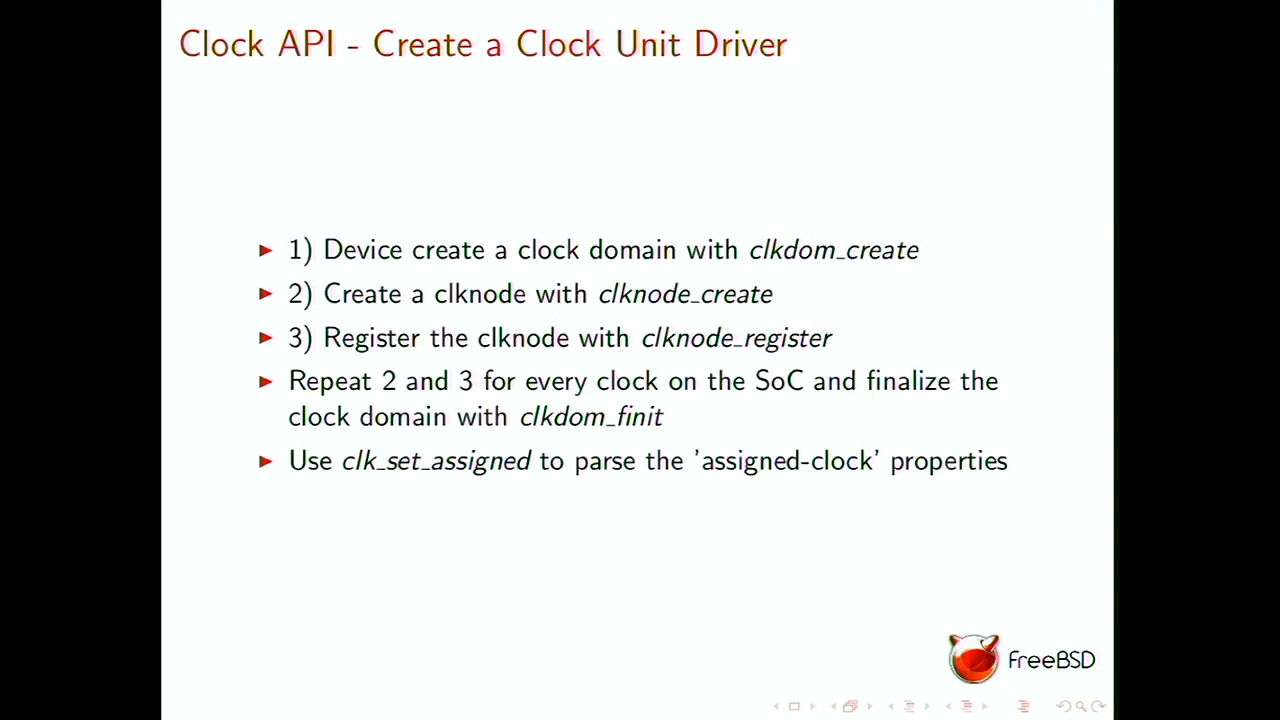 Clock API - Create a Clock Unit Driver
1) Device create a clock domain with clkdom_create
2) Create a clknode with clknode_create
3) Register the clknode with clknode_register
Repeat 2 and 3 for every clock on the SoC and finalize the
clock domain with clkdom_finit
Use clk_set_assigned to parse the 'assigned-clock' properties
FreeBSD